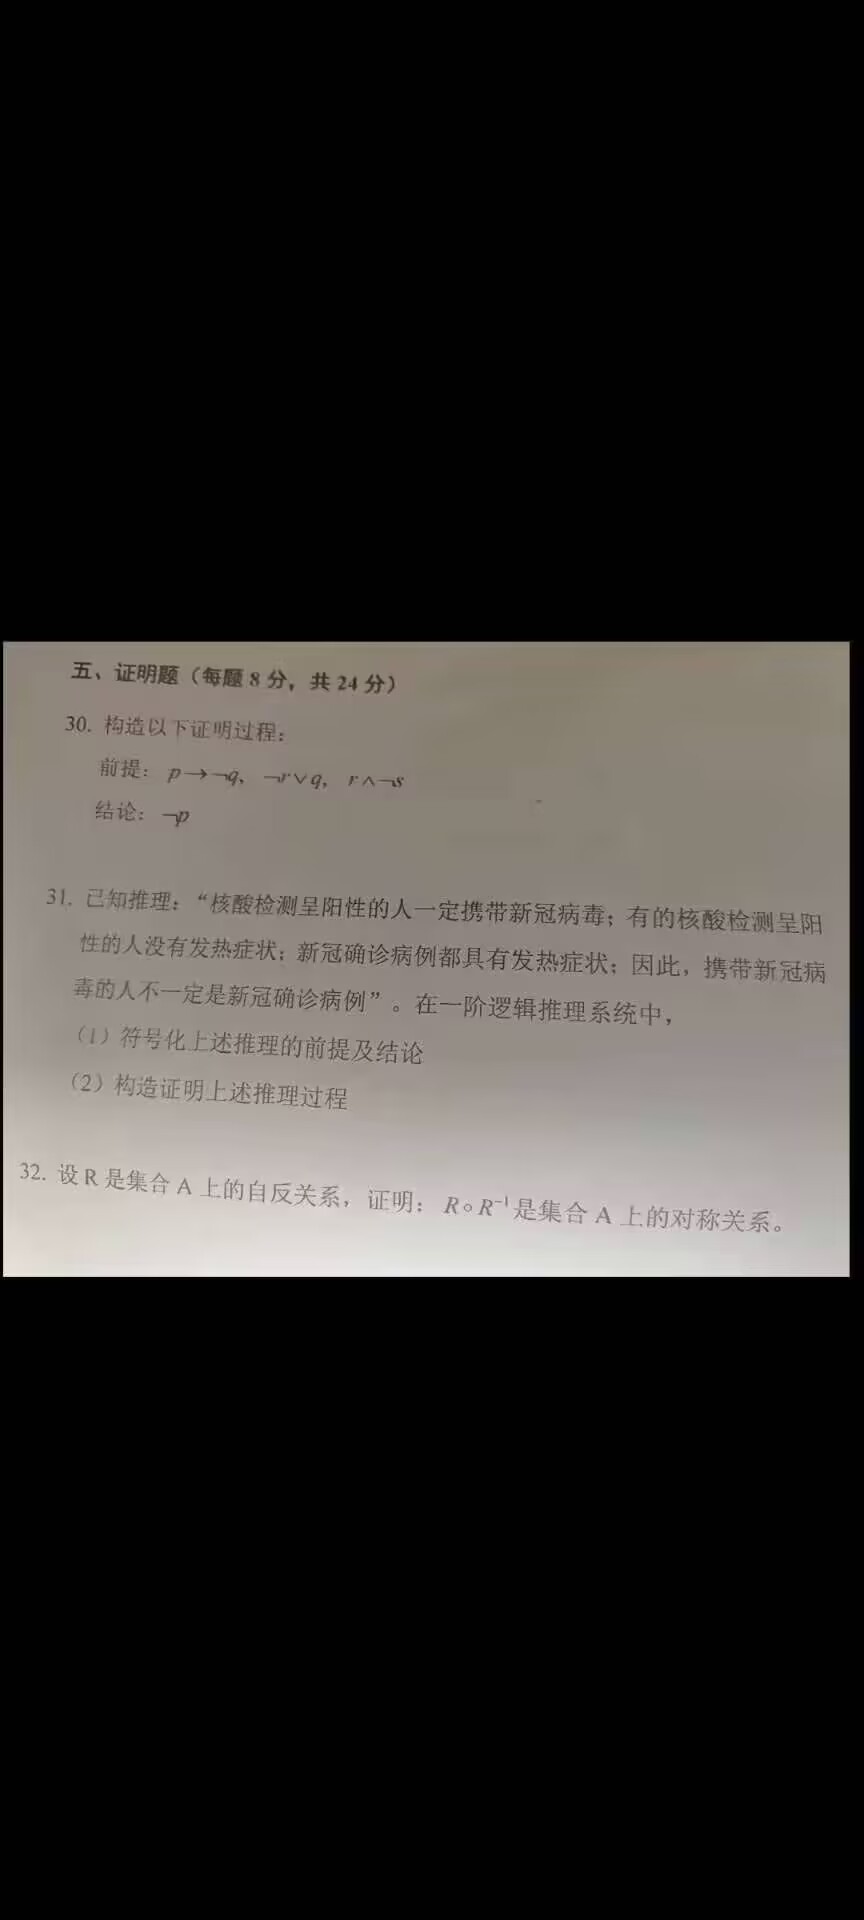 五、证明题（每题 8 分，共 24 分）
30. 构造以下证明过程：
前提：p→¬q、¬r∨q，r∧¬s
结论：¬p
31. 已知推理：“核酸检测呈阳性的人一定携带新冠病毒；有的核酸检测呈阳
性的人没有发热症状；新冠确诊病例都具有发热症状；因此，携带新冠病
毒的人不一定是新冠确诊病例”。在一阶逻辑推理系统中，
（1）符号化上述推理的前提及结论
（2）构造证明上述推理过程
32. 设 R 是集合 A 上的自反关系，证明：R∘R⁻¹是集合 A 上的对称关系。